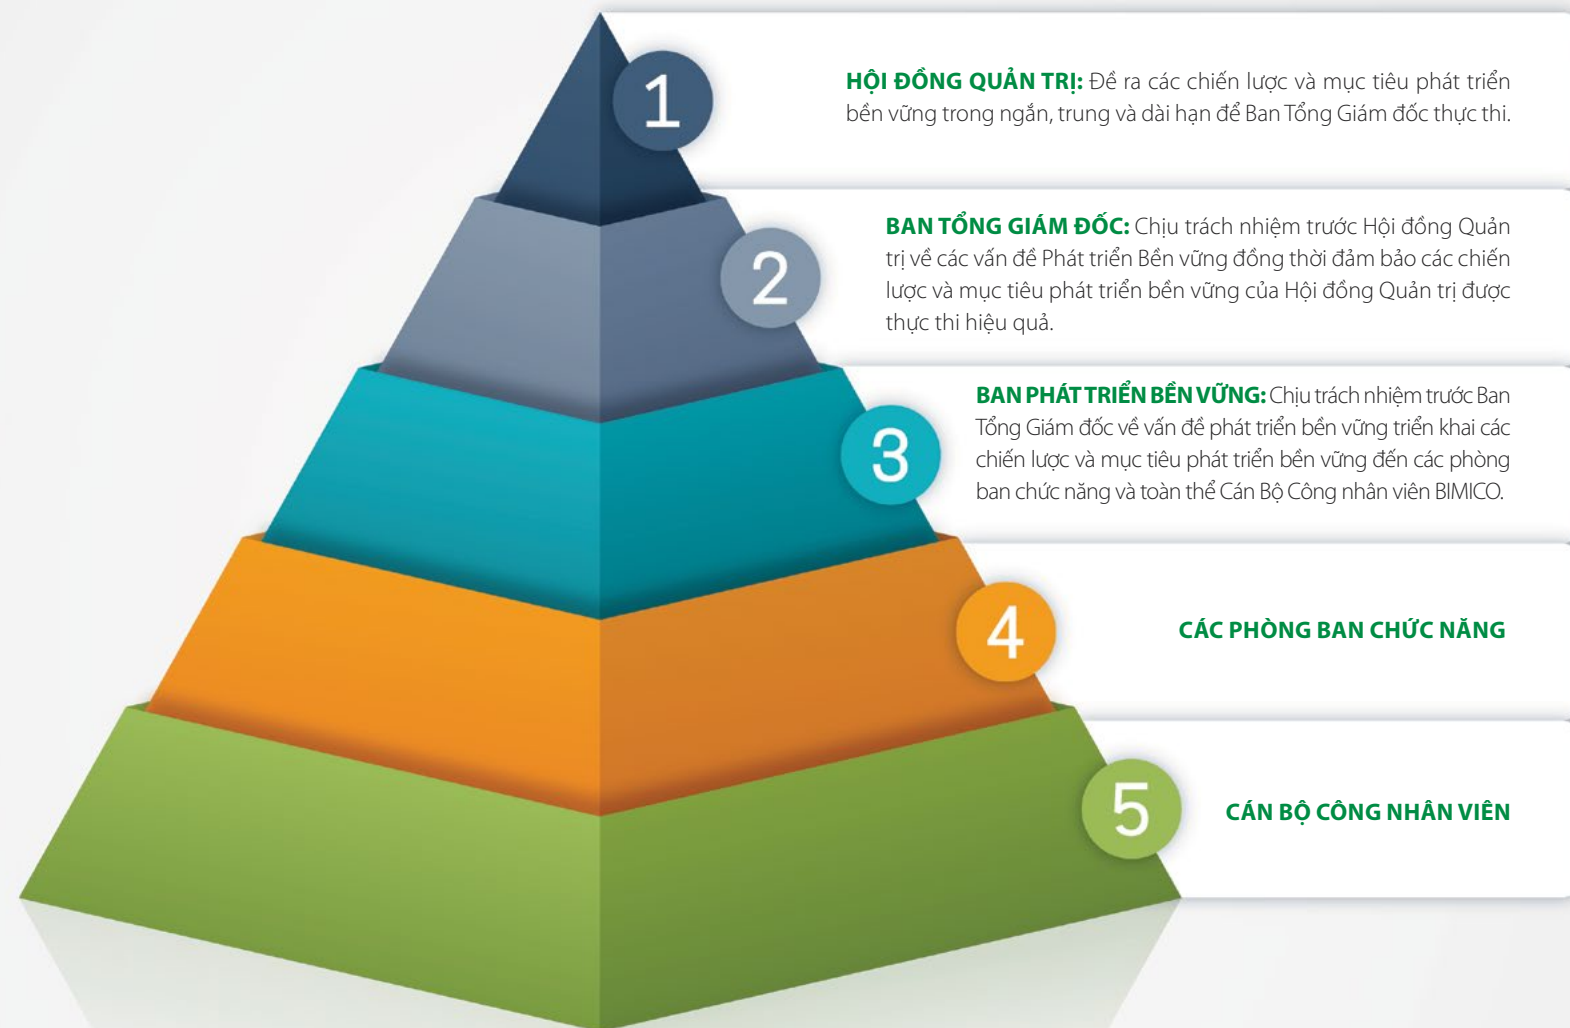 1
HỘI ĐỒNG QUẢN TRỊ: Đề ra các chiến lược và mục tiêu phát triển
bền vững trong ngắn, trung và dài hạn để Ban Tổng Giám đốc thực thi.
2
BAN TỔNG GIÁM ĐỐC: Chịu trách nhiệm trước Hội đồng Quản
trị về các vấn đề Phát triển Bền vững đồng thời đảm bảo các chiến
lược và mục tiêu phát triển bền vững của Hội đồng Quản trị được
thực thi hiệu quả.
3
BAN PHÁT TRIỂN BỀN VỮNG: Chịu trách nhiệm trước Ban
Tổng Giám đốc về vấn đề phát triển bền vững triển khai các
chiến lược và mục tiêu phát triển bền vững đến các phòng
ban chức năng và toàn thể Cán Bộ Công nhân viên BIMICO.
4
CÁC PHÒNG BAN CHỨC NĂNG
5
CÁN BỘ CÔNG NHÂN VIÊN